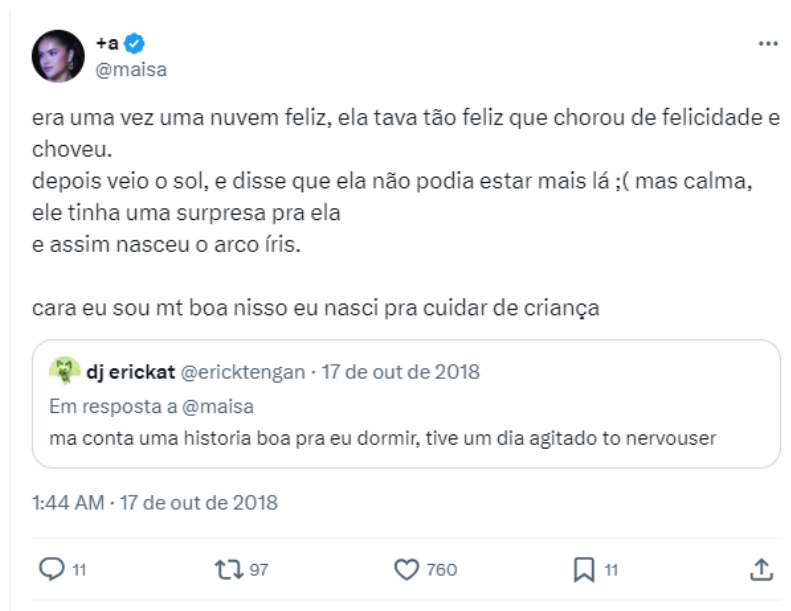 +a
@maisa
era uma vez uma nuvem feliz, ela tava tão feliz que chorou de felicidade e
choveu.
depois veio o sol, e disse que ela não podia estar mais lá ;( mas calma,
ele tinha uma surpresa pra ela
e assim nasceu o arco íris.
cara eu sou mt boa nisso eu nasci pra cuidar de criança
dj erickat @ericktengan · 17 de out de 2018
Em resposta a @maisa
ma conta uma historia boa pra eu dormir, tive um dia agitado to nervouser
1:44 AM · 17 de out de 2018
11 97 760 11